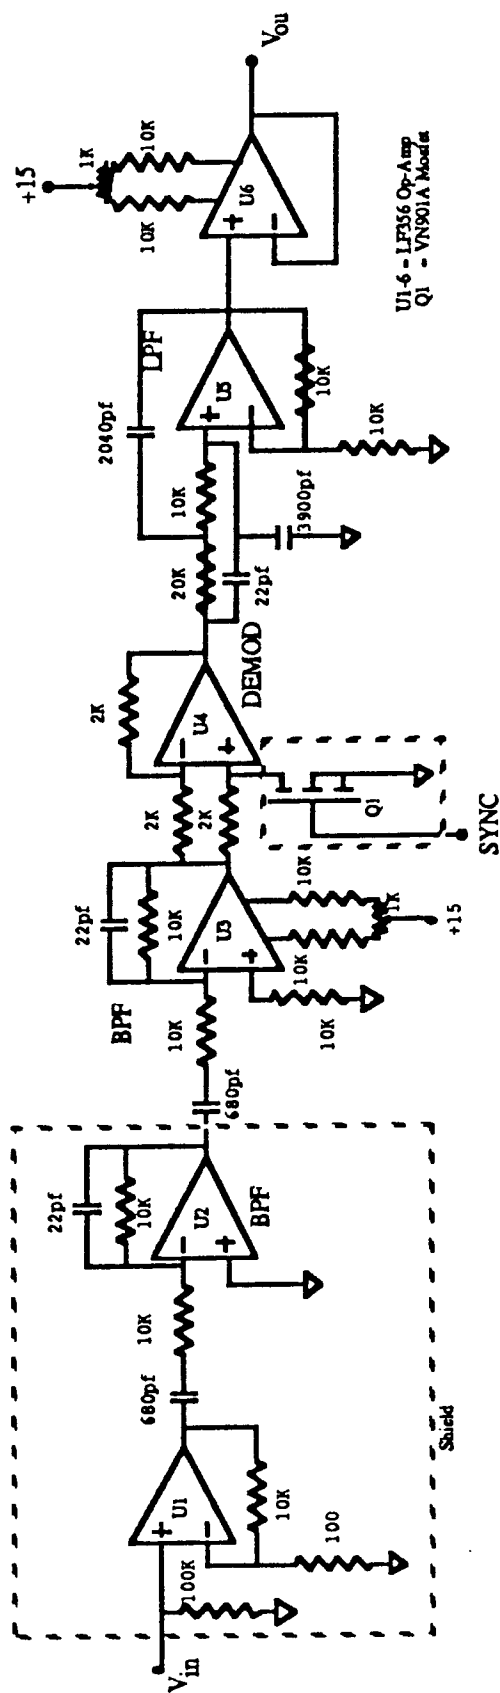 Vin
100K
+
−
U1
10K
100
680pf
10K
22pf
10K
−
+
U2
BPF
Shield
680pf
10K
BPF
22pf
10K
−
+
U3
10K
10K
10K
1K
+15
2K
2K
2K
−
+
U4
DEMOD
Q1
SYNC
20K
10K
22pf
3900pf
2040pf
LPF
+
−
U5
10K
10K
+15
1K
10K
10K
+
−
U6
Vou
U1-6 - LF356 Op-Amp
Q1 - VN901A Mosfet